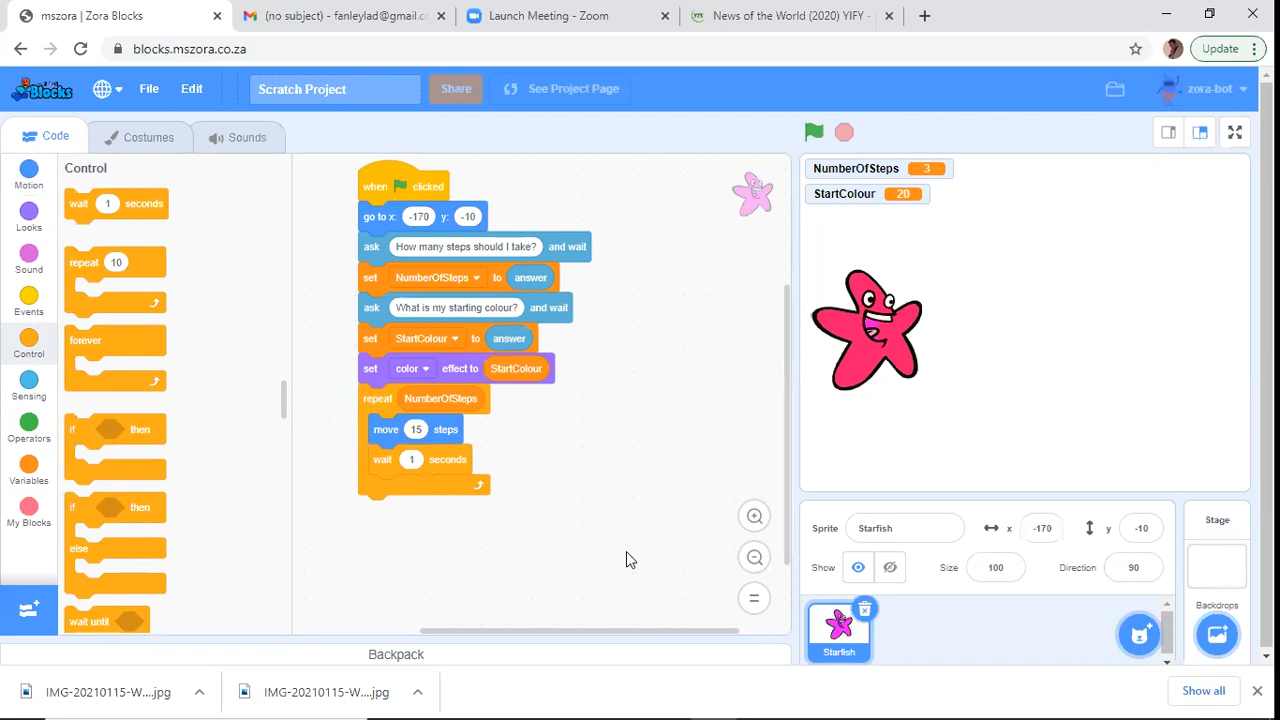 mszora | Zora Blocks
(no subject) - fanleylad@gmail.c
Launch Meeting - Zoom
News of the World (2020) YIFY -
blocks.mszora.co.za
Update
Blocks
File
Edit
Scratch Project
Share
See Project Page
zora-bot
Code
Costumes
Sounds
Motion
Looks
Sound
Events
Control
Sensing
Operators
Variables
My Blocks
Control
wait 1 seconds
repeat 10
forever
if then
if then
else
wait until
when clicked
go to x: -170 y: -10
ask How many steps should I take? and wait
set NumberOfSteps to answer
ask What is my starting colour? and wait
set StartColour to answer
set color effect to StartColour
repeat NumberOfSteps
move 15 steps
wait 1 seconds
Backpack
NumberOfSteps 3
StartColour 20
Sprite Starfish x -170 y -10
Show Size 100 Direction 90
Starfish
Stage
Backdrops
IMG-20210115-W....jpg
IMG-20210115-W....jpg
Show all